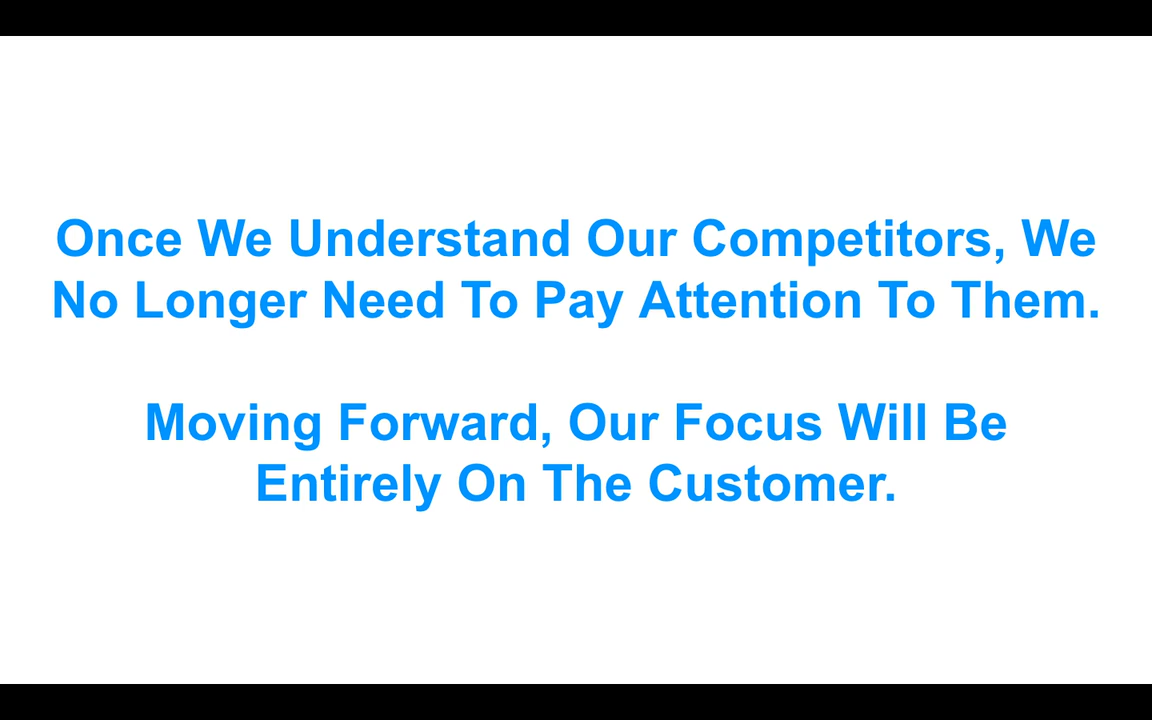 Once We Understand Our Competitors, We
No Longer Need To Pay Attention To Them.
Moving Forward, Our Focus Will Be
Entirely On The Customer.